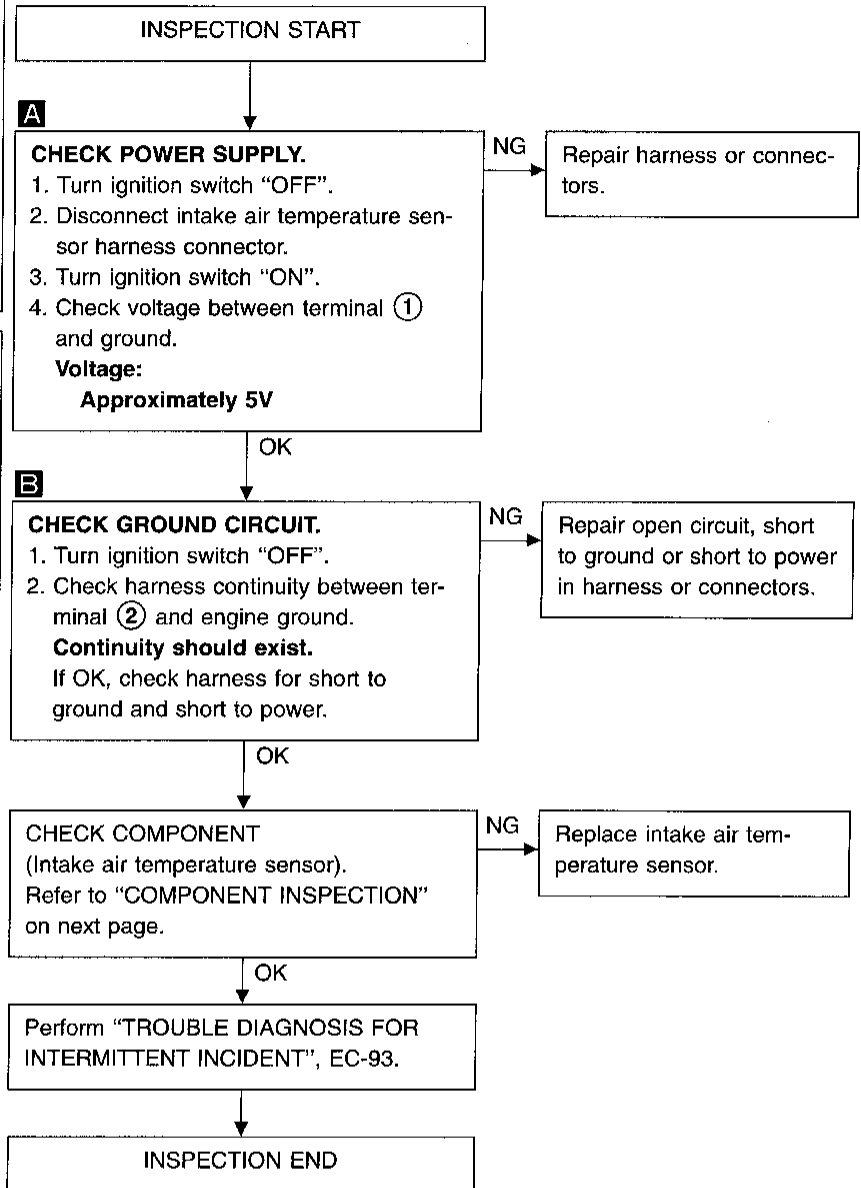 INSPECTION START
A
CHECK POWER SUPPLY.
1. Turn ignition switch “OFF”.
2. Disconnect intake air temperature sen-
sor harness connector.
3. Turn ignition switch “ON”.
4. Check voltage between terminal ①
and ground.
Voltage:
Approximately 5V
NG
Repair harness or connec-
tors.
OK
B
CHECK GROUND CIRCUIT.
1. Turn ignition switch “OFF”.
2. Check harness continuity between ter-
minal ② and engine ground.
Continuity should exist.
If OK, check harness for short to
ground and short to power.
NG
Repair open circuit, short
to ground or short to power
in harness or connectors.
OK
CHECK COMPONENT
(Intake air temperature sensor).
Refer to “COMPONENT INSPECTION”
on next page.
NG
Replace intake air tem-
perature sensor.
OK
Perform “TROUBLE DIAGNOSIS FOR
INTERMITTENT INCIDENT”, EC-93.
INSPECTION END